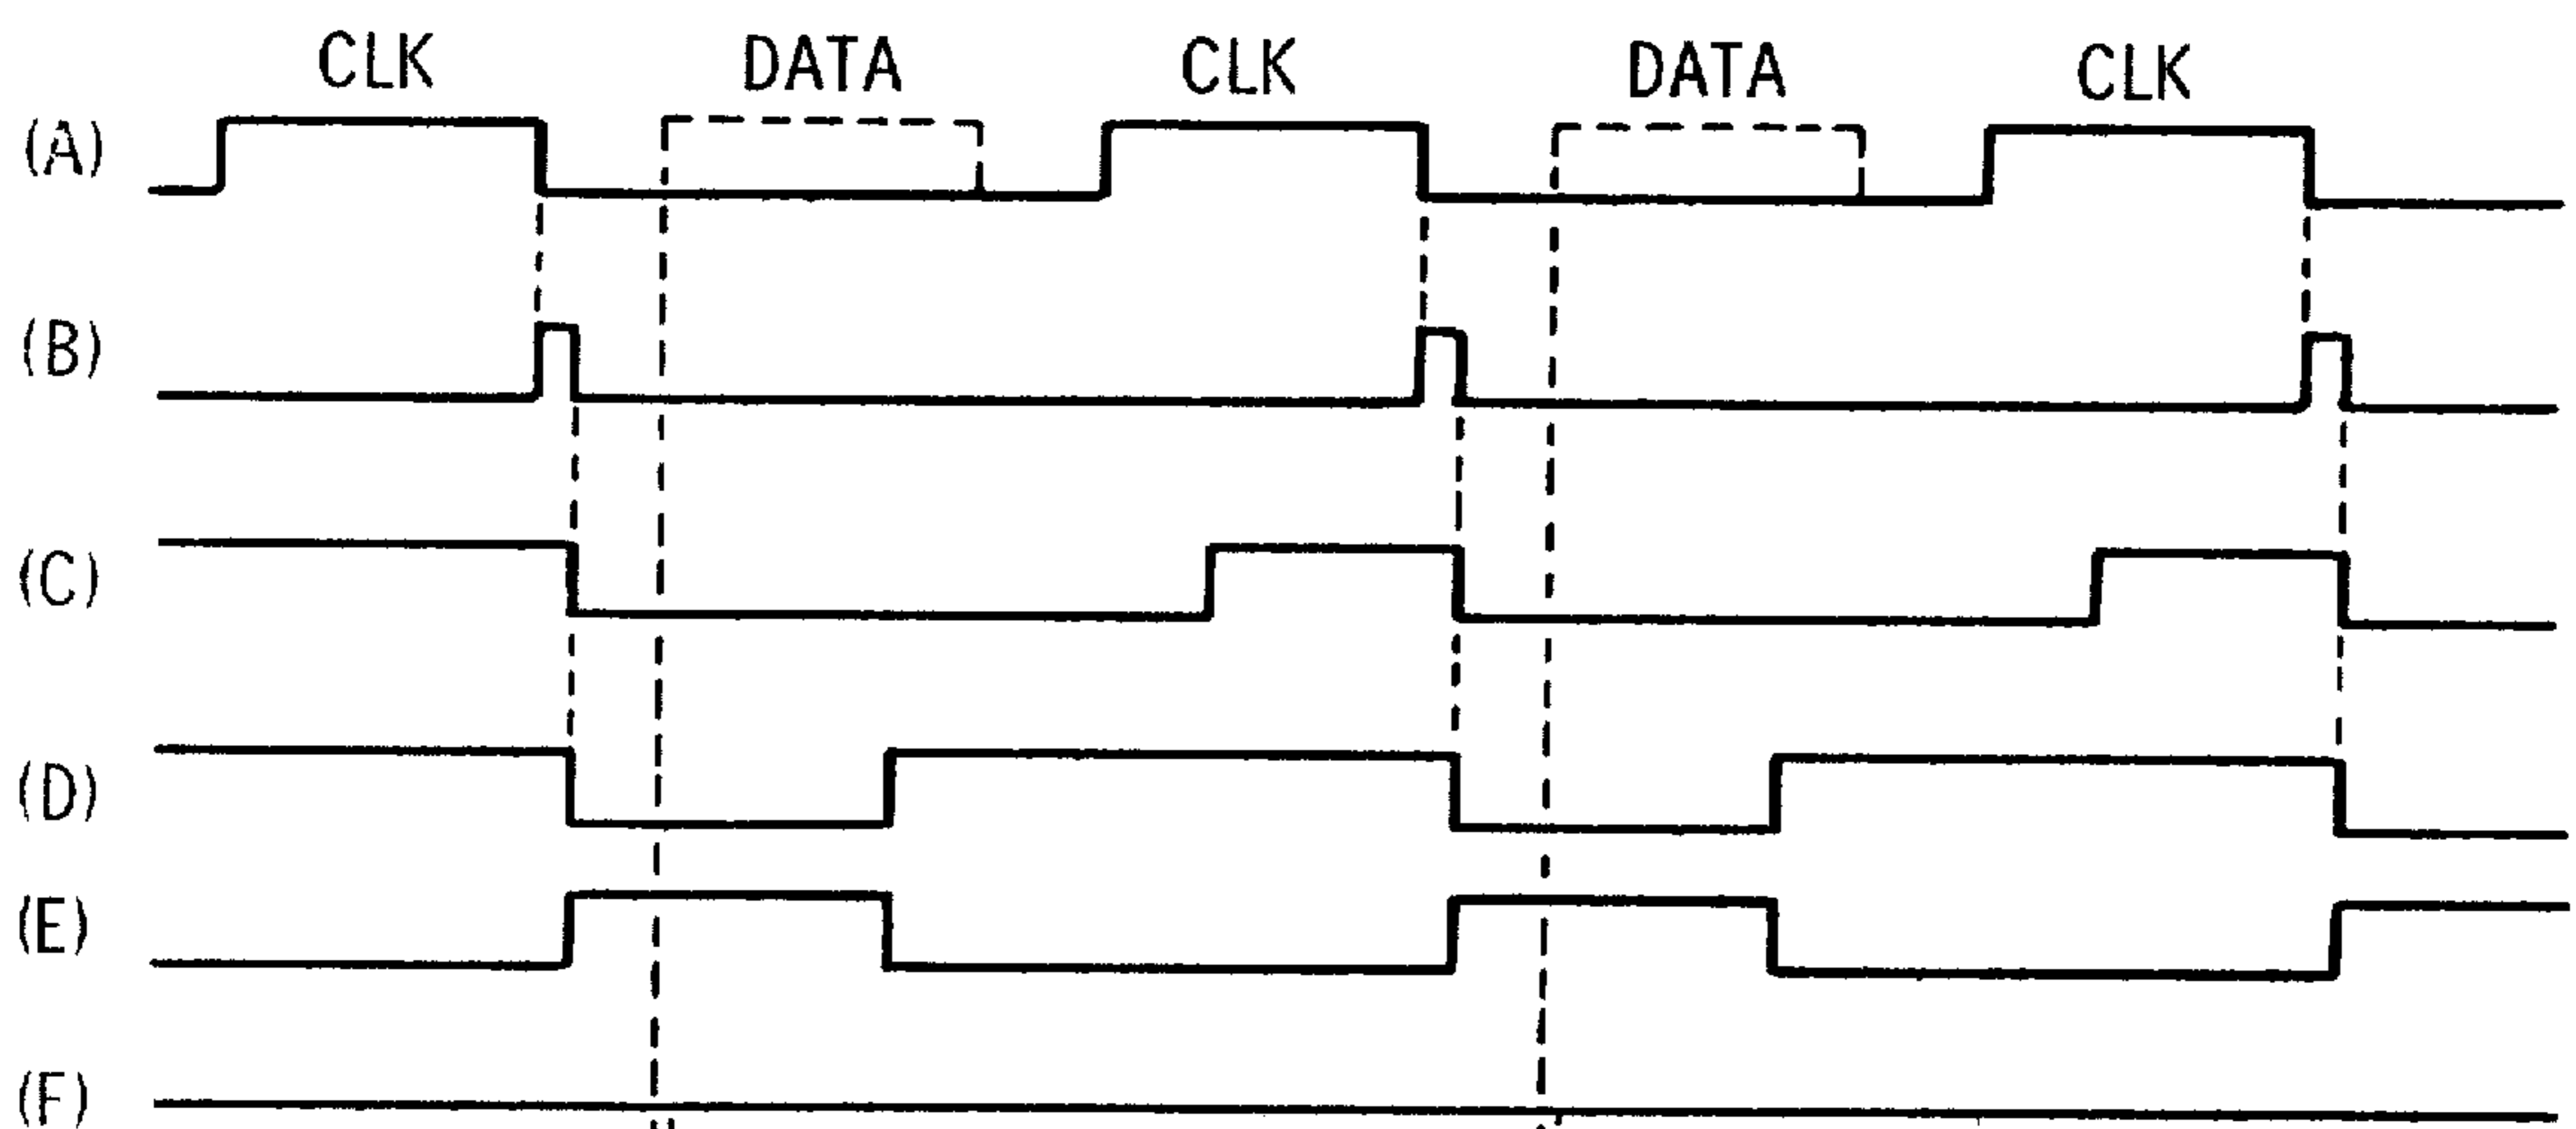 CLK DATA CLK DATA CLK
(A)
(B)
(C)
(D)
(E)
(F)